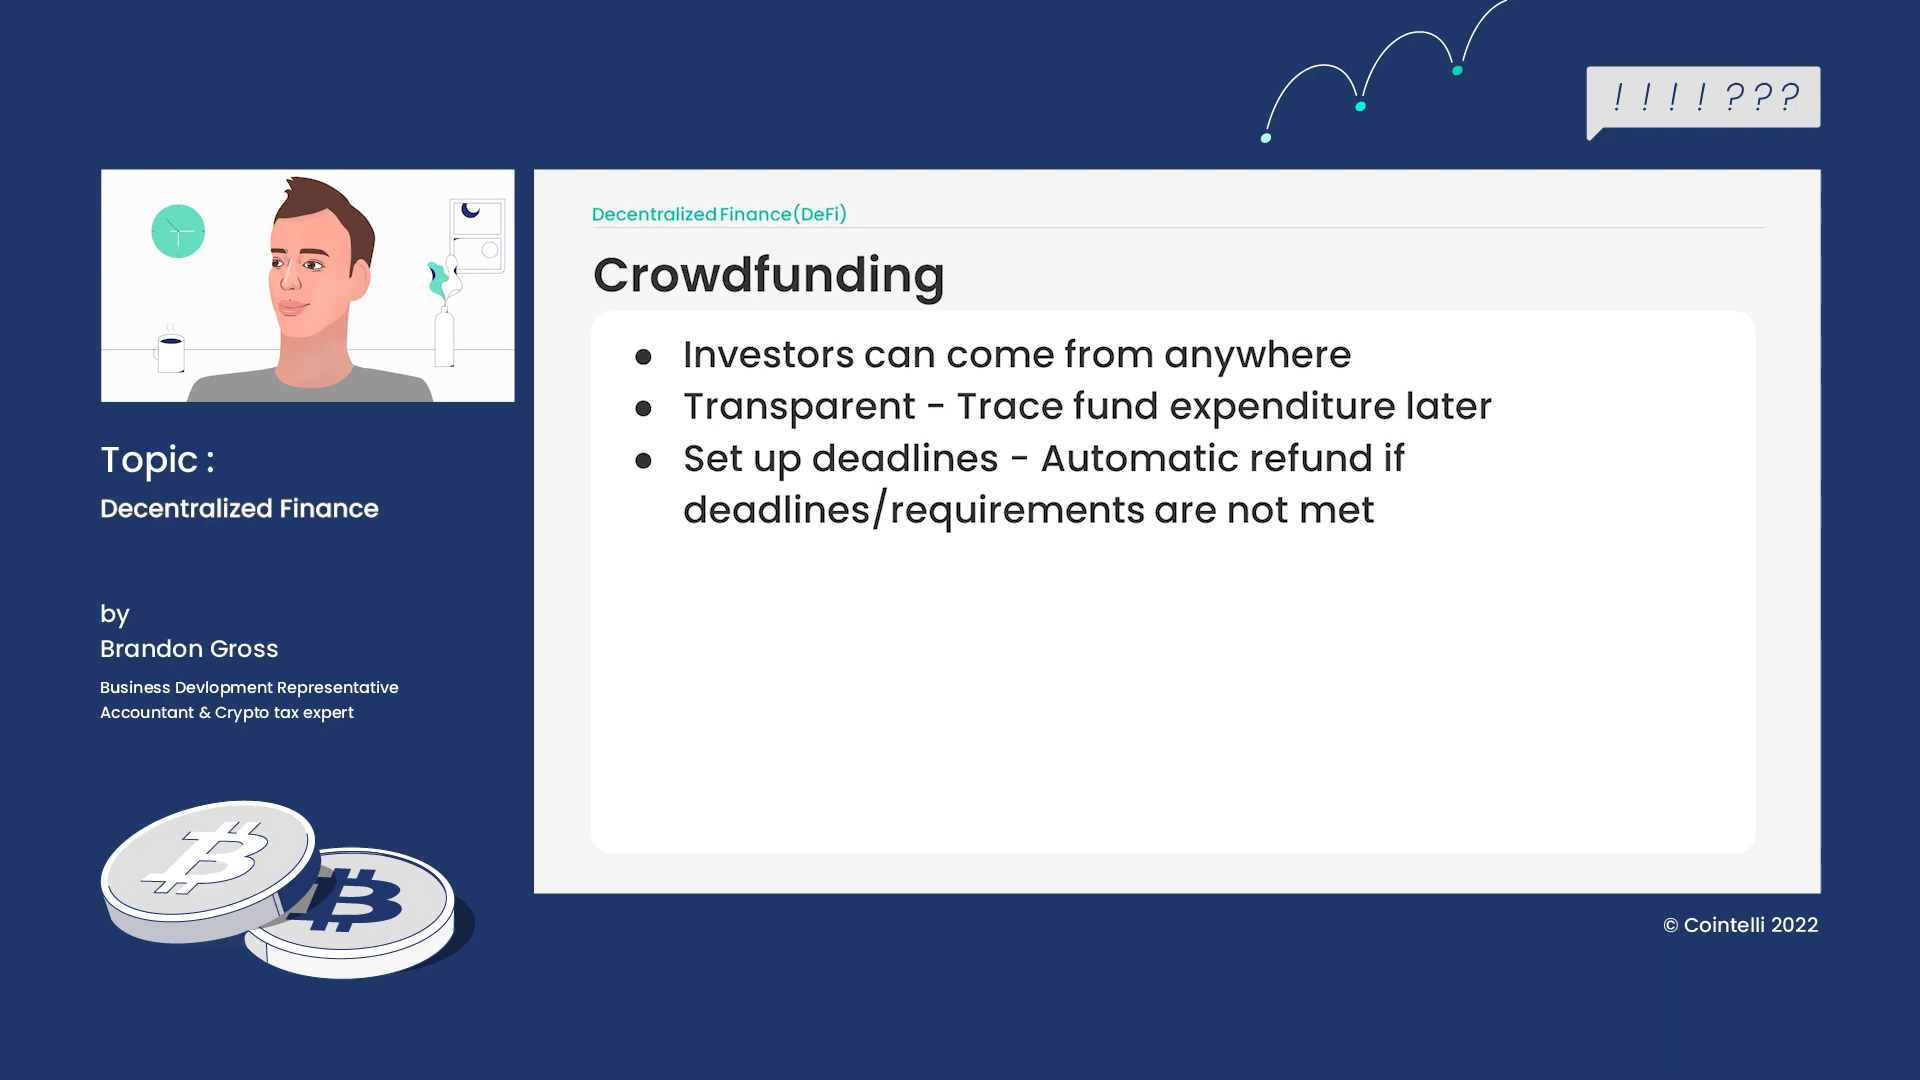 ! ! ! ! ? ? ?
Decentralized Finance(DeFi)
Crowdfunding
● Investors can come from anywhere
● Transparent - Trace fund expenditure later
● Set up deadlines - Automatic refund if
deadlines/requirements are not met
Topic :
Decentralized Finance
by
Brandon Gross
Business Devlopment Representative
Accountant & Crypto tax expert
© Cointelli 2022